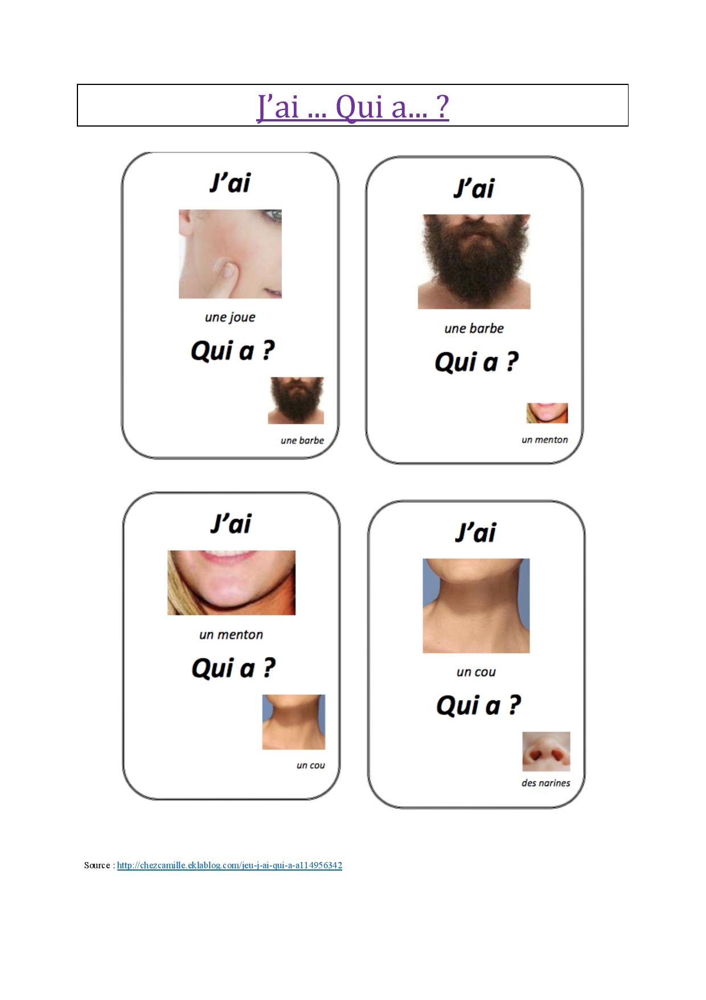 J’ai ... Qui a... ?
J’ai
une joue
Qui a ?
une barbe
J’ai
une barbe
Qui a ?
un menton
J’ai
un menton
Qui a ?
un cou
J’ai
un cou
Qui a ?
des narines
Source : http://chezcamille.eklablog.com/jeu-j-ai-qui-a-a114956342